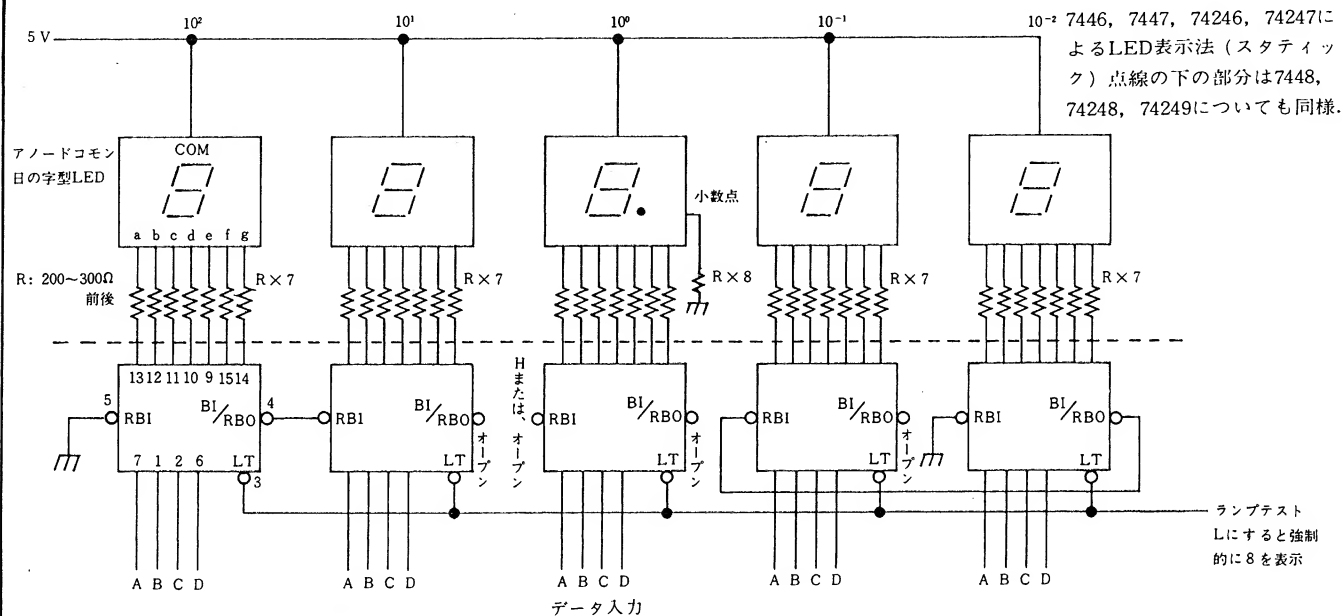 10² 10¹ 10⁰ 10⁻¹ 10⁻²
5 V
7446, 7447, 74246, 74247に
よるLED表示法(スタティッ
ク)点線の下の部分は7448,
74248, 74249についても同様.
アノードコモン
日の字型LED
COM
小数点
a b c d e f g
R: 200~300Ω
前後
R×7 R×7 R×8 R×7 R×7
13 12 11 10 9 15 14
5 RBI BI/RBO 4
RBI BI/RBO オープン
Hまたは、オープン
RBI BI/RBO オープン
RBI BI/RBO オープン
RBI BI/RBO
7 1 2 6 LT 3
LT LT LT LT
ランプテスト
Lにすると強制
的に8を表示
A B C D A B C D A B C D A B C D A B C D
データ入力